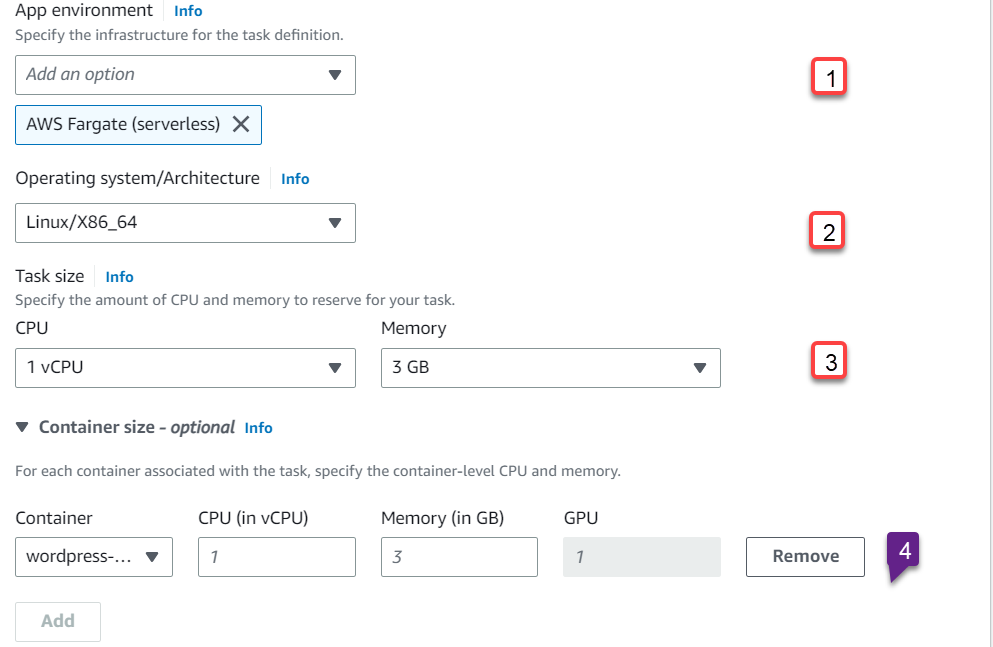 App environment Info
Specify the infrastructure for the task definition.
Add an option
1
AWS Fargate (serverless)
Operating system/Architecture Info
Linux/X86_64
2
Task size Info
Specify the amount of CPU and memory to reserve for your task.
CPU Memory
1 vCPU 3 GB
3
Container size - optional Info
For each container associated with the task, specify the container-level CPU and memory.
Container CPU (in vCPU) Memory (in GB) GPU
wordpress-... 1 3 1 Remove 4
Add